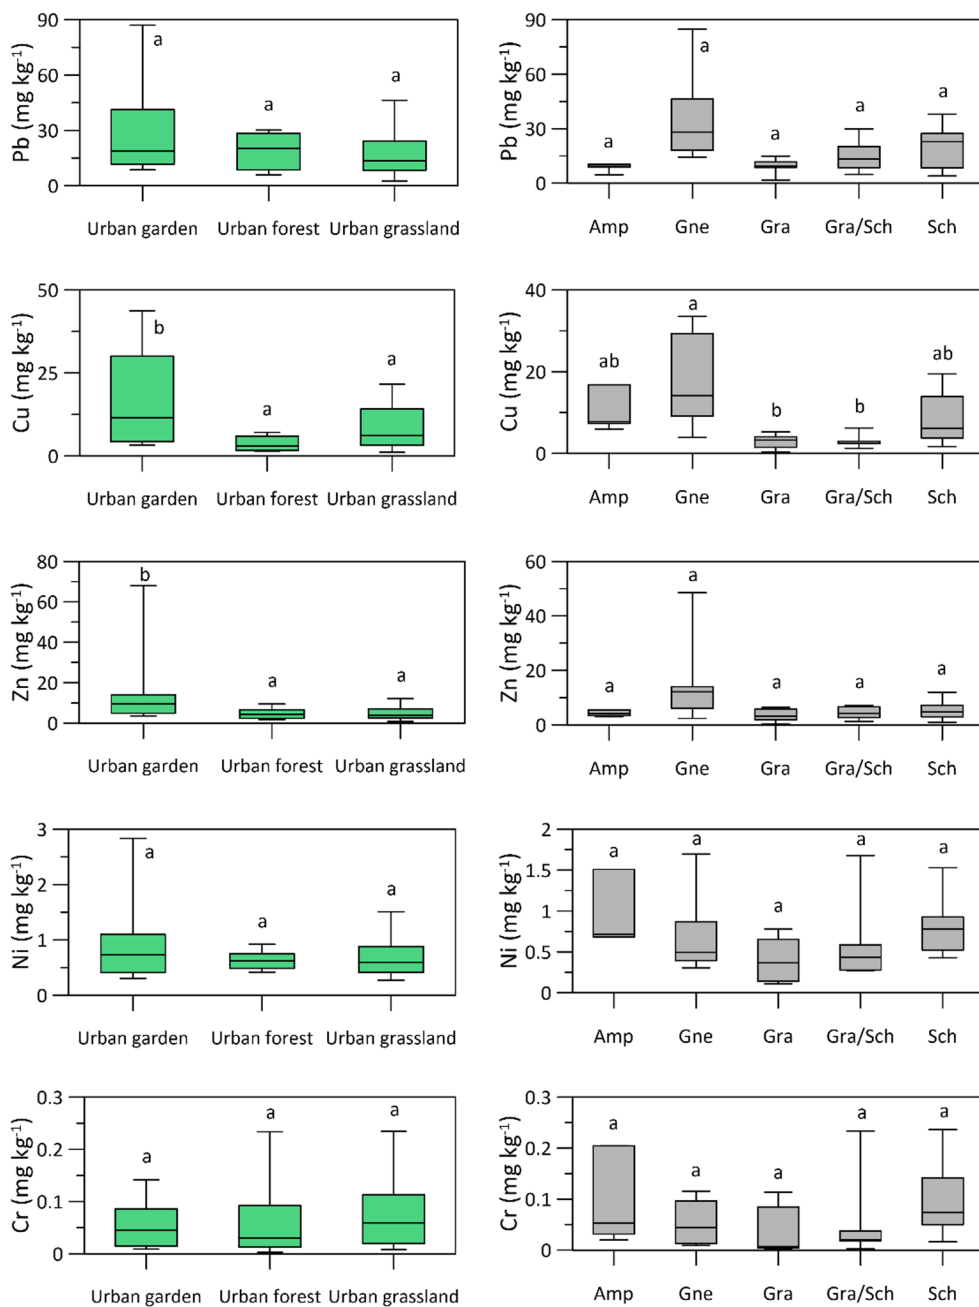 Pb (mg kg⁻¹)
90
60
30
0
a
a
a
Urban garden
Urban forest
Urban grassland
Pb (mg kg⁻¹)
90
60
30
0
a
a
a
a
a
Amp
Gne
Gra
Gra/Sch
Sch
Cu (mg kg⁻¹)
50
25
0
b
a
a
Urban garden
Urban forest
Urban grassland
Cu (mg kg⁻¹)
40
20
0
ab
a
b
b
ab
Amp
Gne
Gra
Gra/Sch
Sch
Zn (mg kg⁻¹)
80
60
40
20
0
b
a
a
Urban garden
Urban forest
Urban grassland
Zn (mg kg⁻¹)
60
40
20
0
a
a
a
a
a
Amp
Gne
Gra
Gra/Sch
Sch
Ni (mg kg⁻¹)
3
2
1
0
a
a
a
Urban garden
Urban forest
Urban grassland
Ni (mg kg⁻¹)
2
1.5
1
0.5
0
a
a
a
a
a
Amp
Gne
Gra
Gra/Sch
Sch
Cr (mg kg⁻¹)
0.3
0.2
0.1
0
a
a
a
Urban garden
Urban forest
Urban grassland
Cr (mg kg⁻¹)
0.3
0.2
0.1
0
a
a
a
a
a
Amp
Gne
Gra
Gra/Sch
Sch